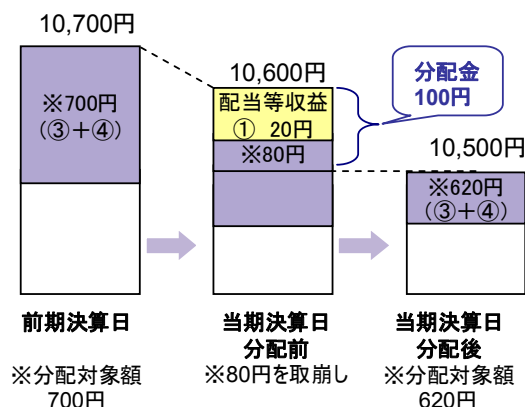 10,700円
※700円
(③+④)
前期決算日
※分配対象額
700円
10,600円
配当等収益
① 20円
※80円
分配金
100円
当期決算日
分配前
※80円を取崩し
10,500円
※620円
(③+④)
当期決算日
分配後
※分配対象額
620円